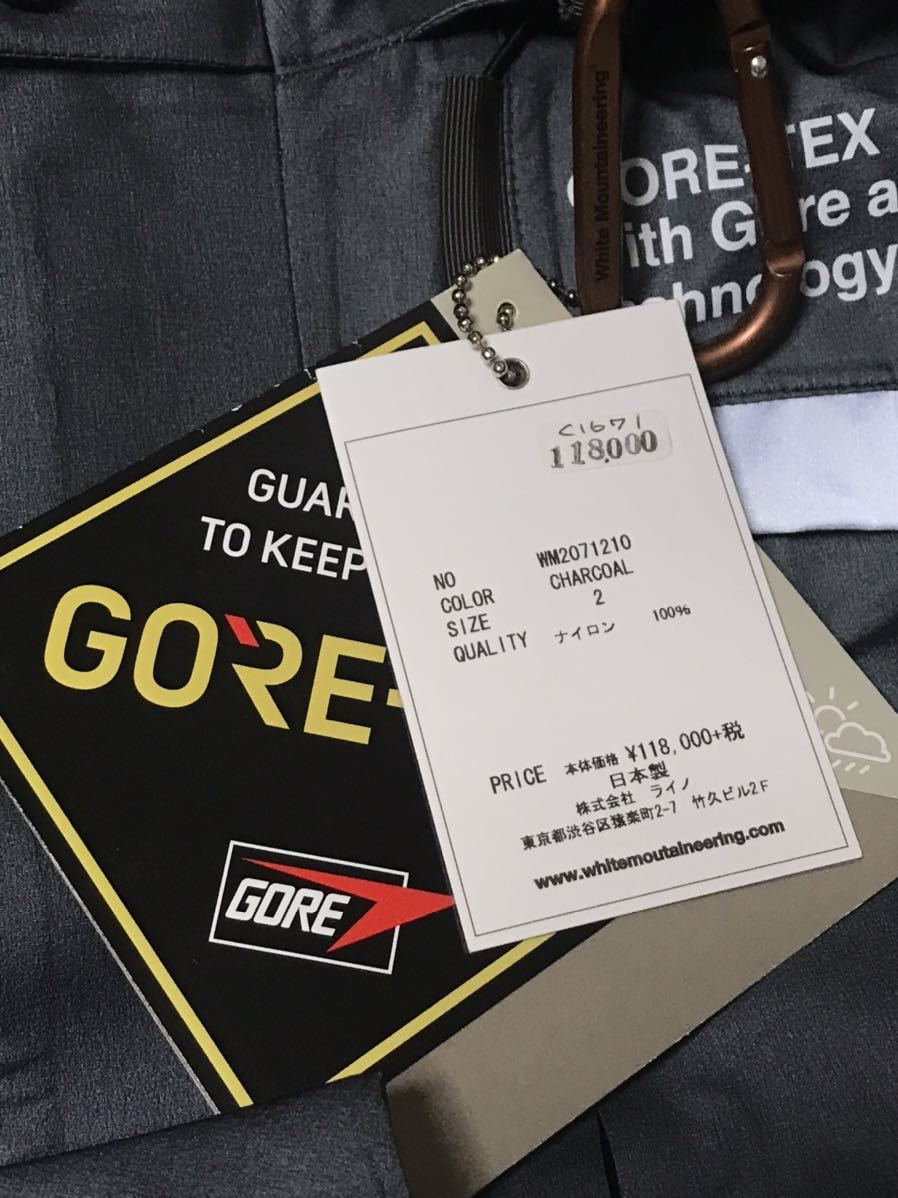 White Mountaineering®
ORE-TEX
ith G re a
chnology
GUAR
TO KEEP
GORE-
GORE
C1671
118,000
NO WM2071210
COLOR CHARCOAL
SIZE 2
QUALITY ナイロン 100%
PRICE 本体価格 ¥118,000+税
日本製
株式会社 ライノ
東京都渋谷区猿楽町2-7 竹久ビル2F
www.whitemoutaineering.com